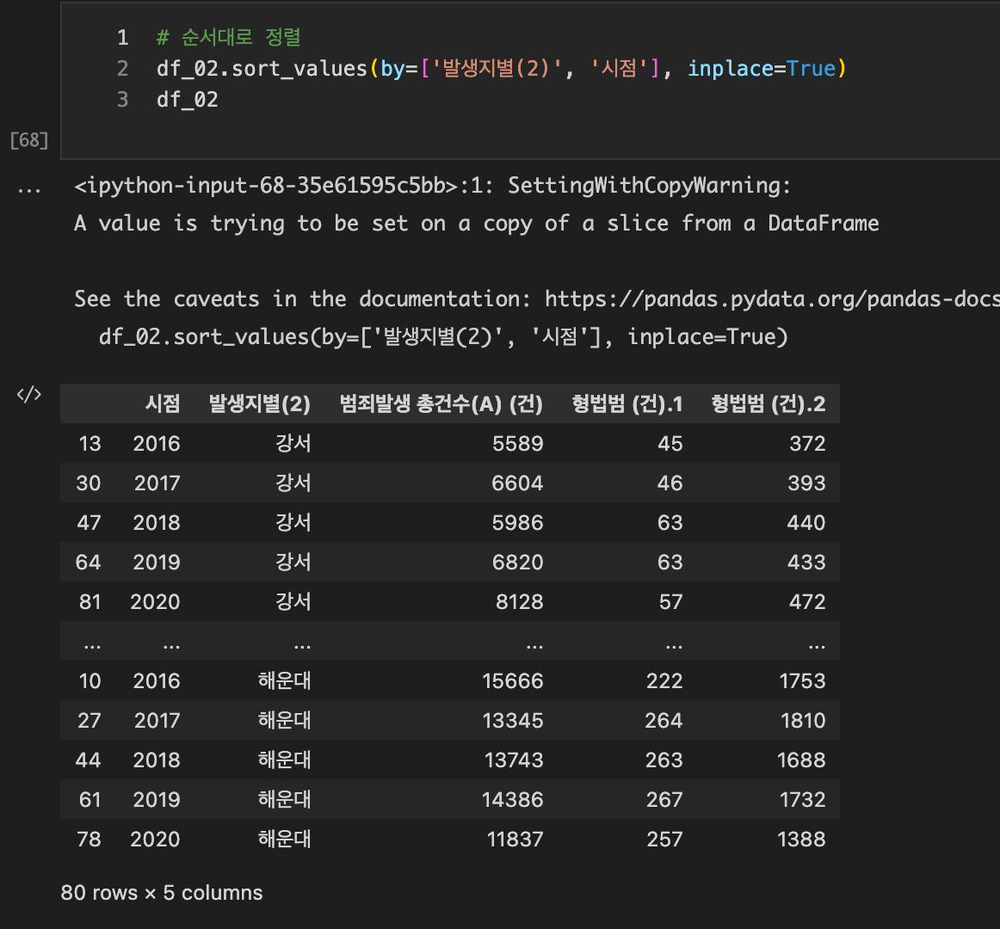 1 # 순서대로 정렬
2 df_02.sort_values(by=['발생지별(2)', '시점'], inplace=True)
3 df_02
[68]
... <ipython-input-68-35e61595c5bb>:1: SettingWithCopyWarning:
A value is trying to be set on a copy of a slice from a DataFrame
See the caveats in the documentation: https://pandas.pydata.org/pandas-docs
df_02.sort_values(by=['발생지별(2)', '시점'], inplace=True)
</> 시점 발생지별(2) 범죄발생 총건수(A) (건) 형법범 (건).1 형법범 (건).2
13 2016 강서 5589 45 372
30 2017 강서 6604 46 393
47 2018 강서 5986 63 440
64 2019 강서 6820 63 433
81 2020 강서 8128 57 472
... ... ... ... ... ...
10 2016 해운대 15666 222 1753
27 2017 해운대 13345 264 1810
44 2018 해운대 13743 263 1688
61 2019 해운대 14386 267 1732
78 2020 해운대 11837 257 1388
80 rows × 5 columns